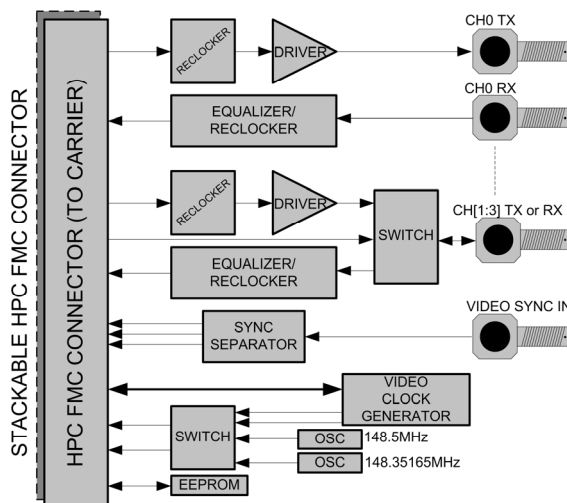 STACKABLE HPC FMC CONNECTOR
HPC FMC CONNECTOR (TO CARRIER)
RECLOCKER
DRIVER
CH0 TX
EQUALIZER/
RECLOCKER
CH0 RX
RECLOCKER
DRIVER
SWITCH
CH[1:3] TX or RX
EQUALIZER/
RECLOCKER
SYNC
SEPARATOR
VIDEO SYNC IN
VIDEO
CLOCK
GENERATOR
SWITCH
OSC
148.5MHz
OSC
148.35165MHz
EEPROM